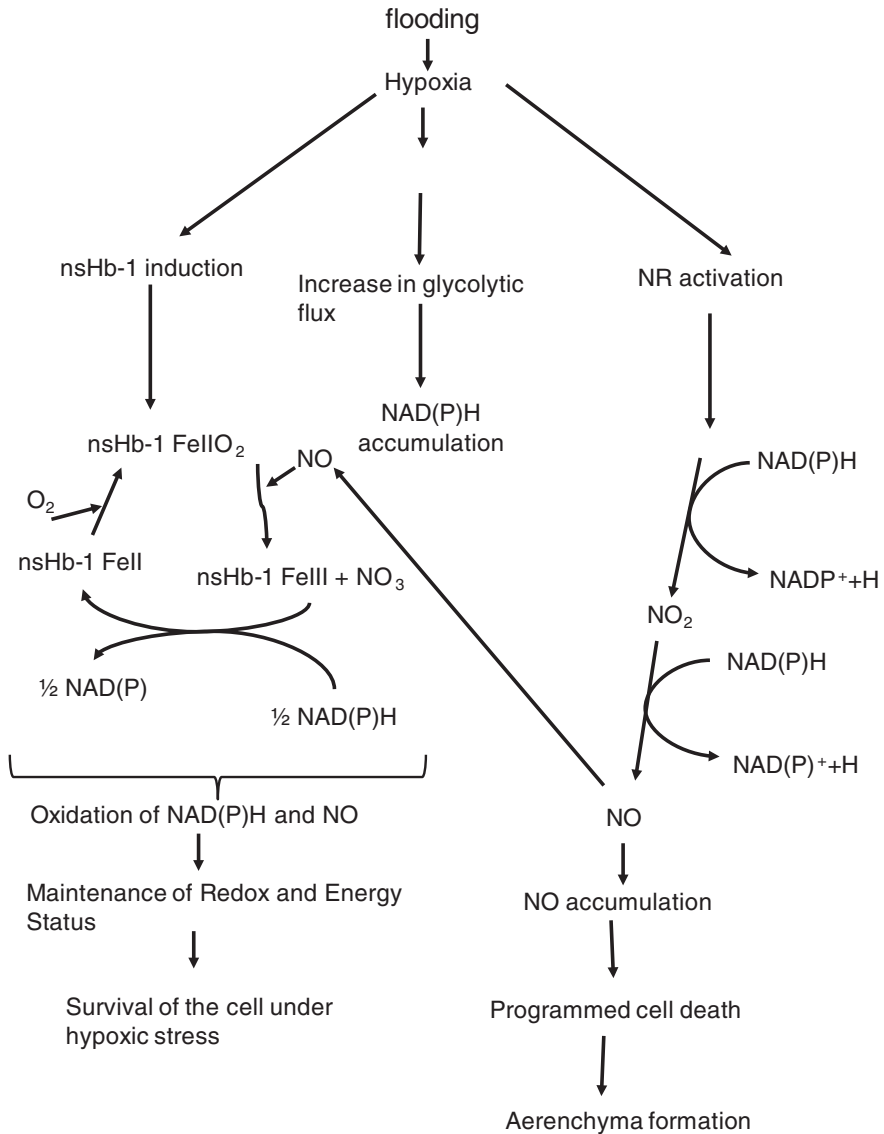 flooding
Hypoxia
nsHb-1 induction
Increase in glycolytic
flux
NR activation
NAD(P)H
accumulation
nsHb-1 FeIIO2
NO
NAD(P)H
O2
nsHb-1 FeII
nsHb-1 FeIII + NO3
NADP++H
NO2
½ NAD(P)
½ NAD(P)H
NAD(P)H
NAD(P)++H
Oxidation of NAD(P)H and NO
NO
Maintenance of Redox and Energy
Status
NO accumulation
Survival of the cell under
hypoxic stress
Programmed cell death
Aerenchyma formation